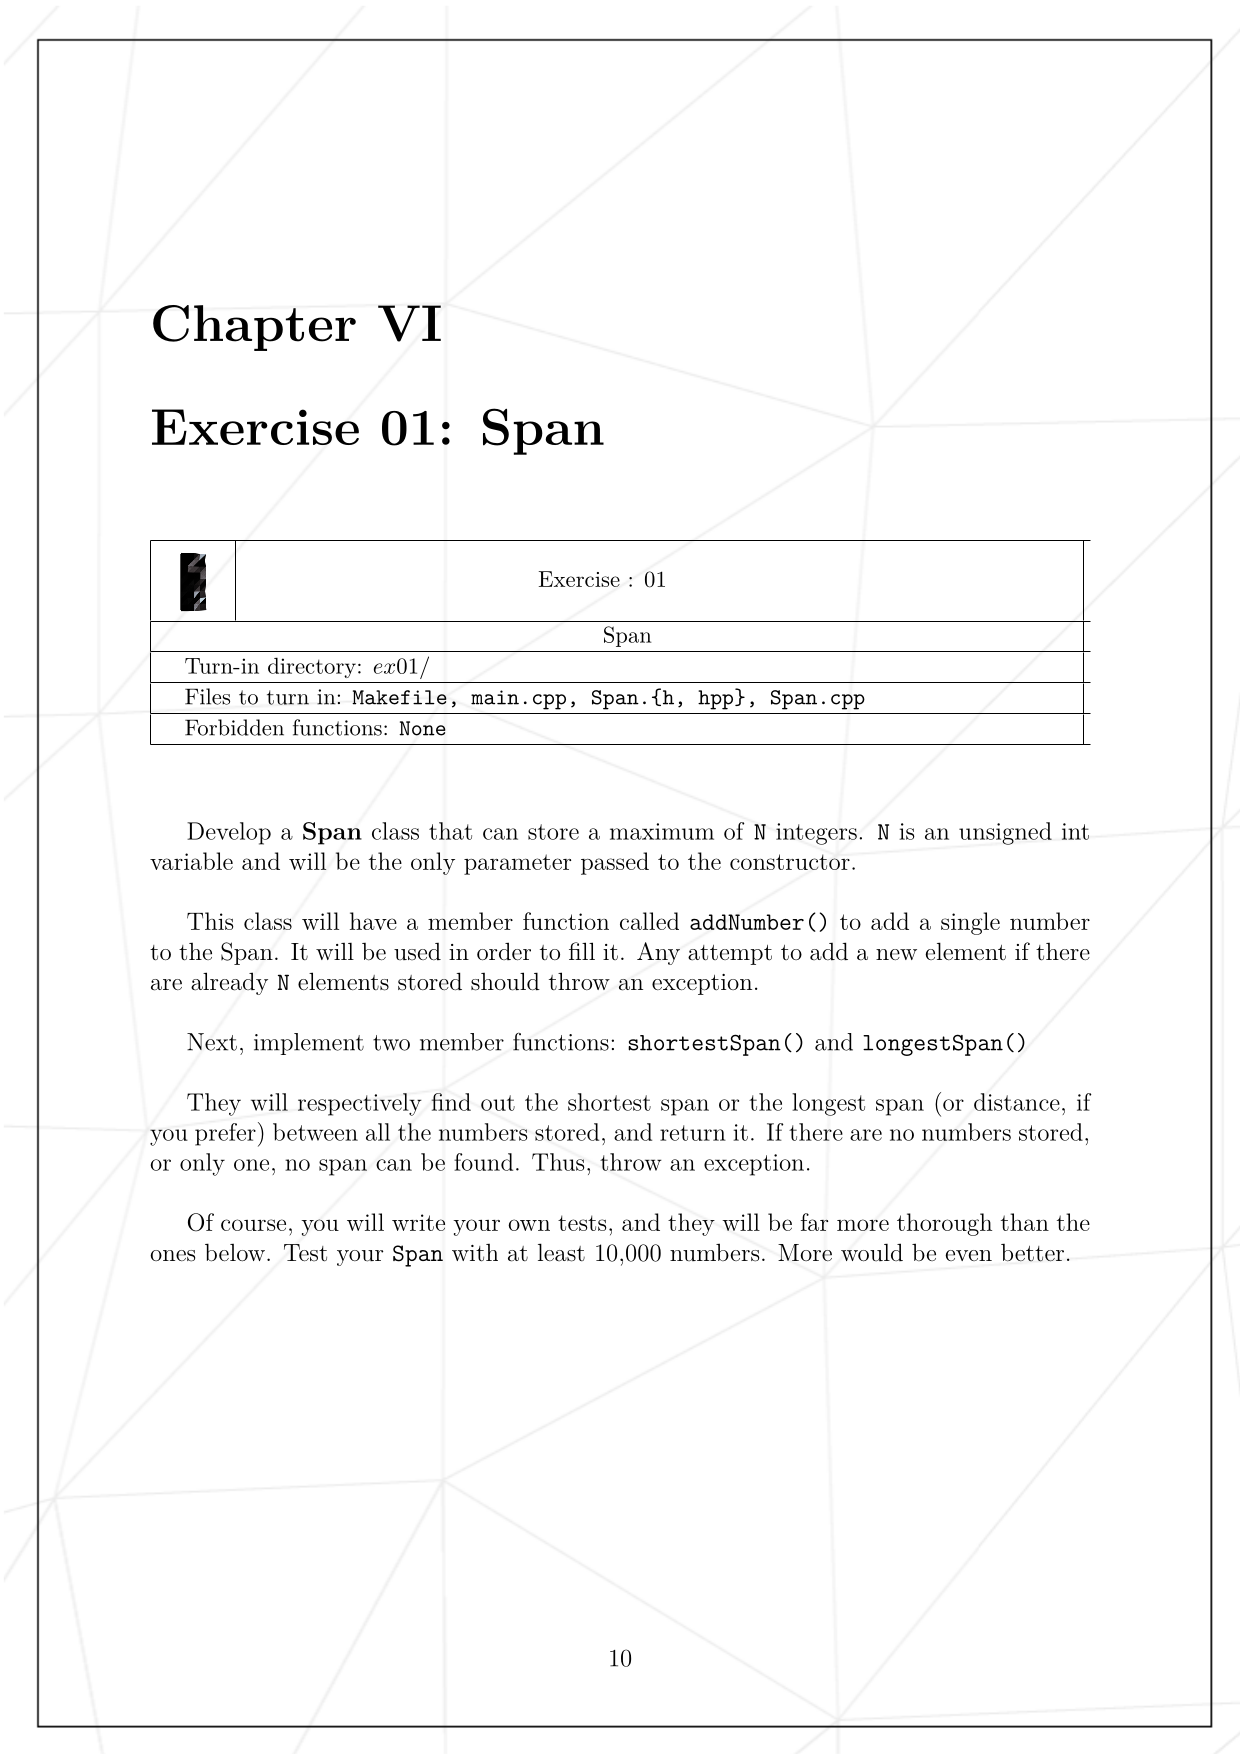 Chapter VI
Exercise 01: Span
Exercise : 01
Span
Turn-in directory: ex01/
Files to turn in: Makefile, main.cpp, Span.{h, hpp}, Span.cpp
Forbidden functions: None
Develop a Span class that can store a maximum of N integers. N is an unsigned int
variable and will be the only parameter passed to the constructor.
This class will have a member function called addNumber() to add a single number
to the Span. It will be used in order to fill it. Any attempt to add a new element if there
are already N elements stored should throw an exception.
Next, implement two member functions: shortestSpan() and longestSpan()
They will respectively find out the shortest span or the longest span (or distance, if
you prefer) between all the numbers stored, and return it. If there are no numbers stored,
or only one, no span can be found. Thus, throw an exception.
Of course, you will write your own tests, and they will be far more thorough than the
ones below. Test your Span with at least 10,000 numbers. More would be even better.
10